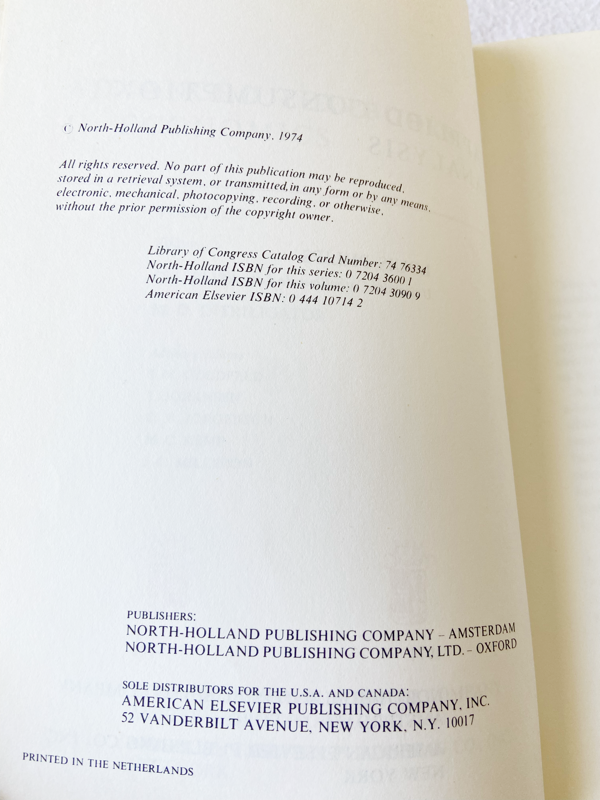 © North-Holland Publishing Company, 1974
All rights reserved. No part of this publication may be reproduced,
stored in a retrieval system, or transmitted, in any form or by any means,
electronic, mechanical, photocopying, recording, or otherwise,
without the prior permission of the copyright owner.
Library of Congress Catalog Card Number: 74 76334
North-Holland ISBN for this series: 0 7204 3600 1
North-Holland ISBN for this volume: 0 7204 3090 9
American Elsevier ISBN: 0 444 10714 2
PUBLISHERS:
NORTH-HOLLAND PUBLISHING COMPANY – AMSTERDAM
NORTH-HOLLAND PUBLISHING COMPANY, LTD. – OXFORD
SOLE DISTRIBUTORS FOR THE U.S.A. AND CANADA:
AMERICAN ELSEVIER PUBLISHING COMPANY, INC.
52 VANDERBILT AVENUE, NEW YORK, N.Y. 10017
PRINTED IN THE NETHERLANDS